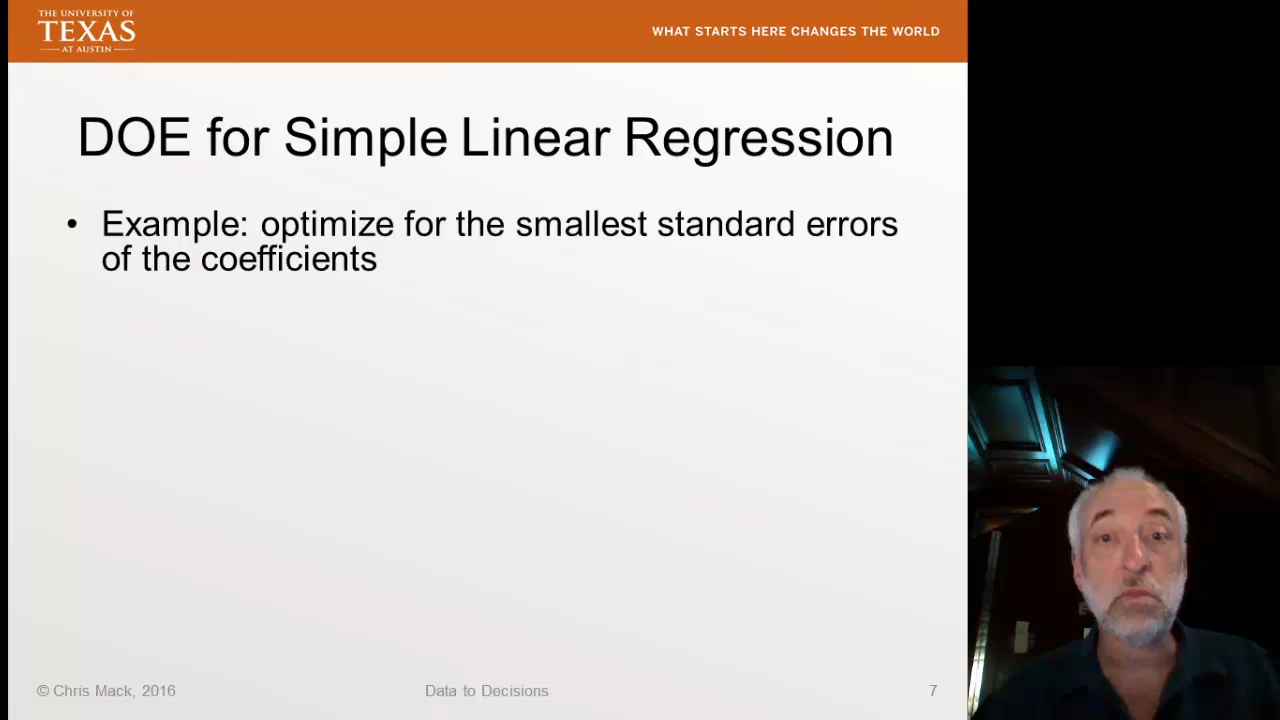 THE UNIVERSITY OF
TEXAS
AT AUSTIN
WHAT STARTS HERE CHANGES THE WORLD
DOE for Simple Linear Regression
• Example: optimize for the smallest standard errors
of the coefficients
© Chris Mack, 2016
Data to Decisions
7